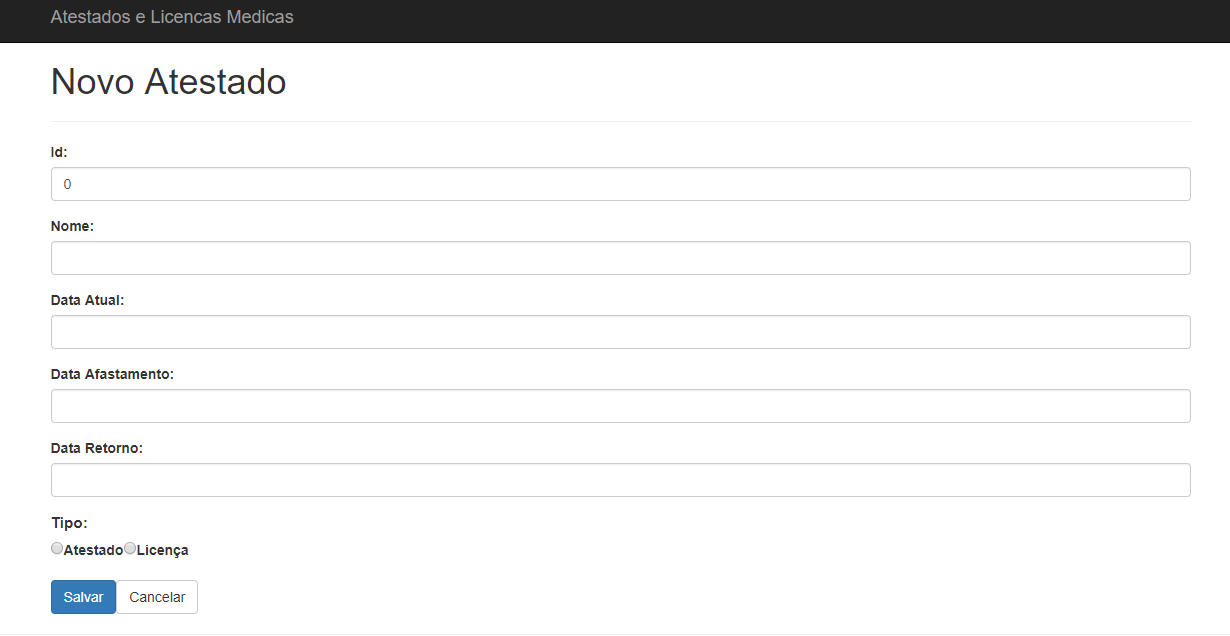 Atestados e Licencas Medicas
Novo Atestado
Id:
0
Nome:
Data Atual:
Data Afastamento:
Data Retorno:
Tipo:
Atestado Licença
Salvar Cancelar